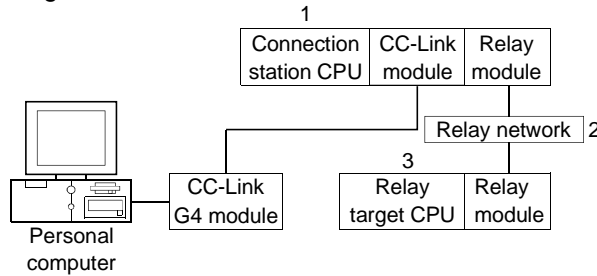 1
Connection
station CPU
CC-Link
module
Relay
module
Relay network
2
3
Relay
target CPU
Relay
module
CC-Link
G4 module
Personal
computer